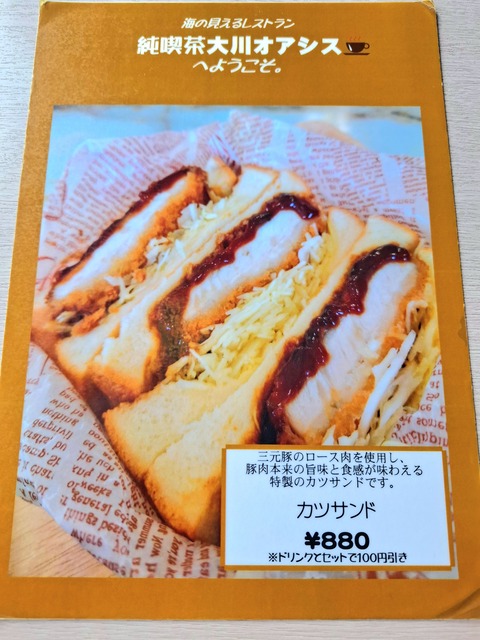 海の見えるレストラン
純喫茶大川オアシス
へようこそ。
三元豚のロース肉を使用し、
豚肉本来の旨味と食感が味わえる
特製のカツサンドです。
カツサンド
¥880
※ドリンクとセットで100円引き